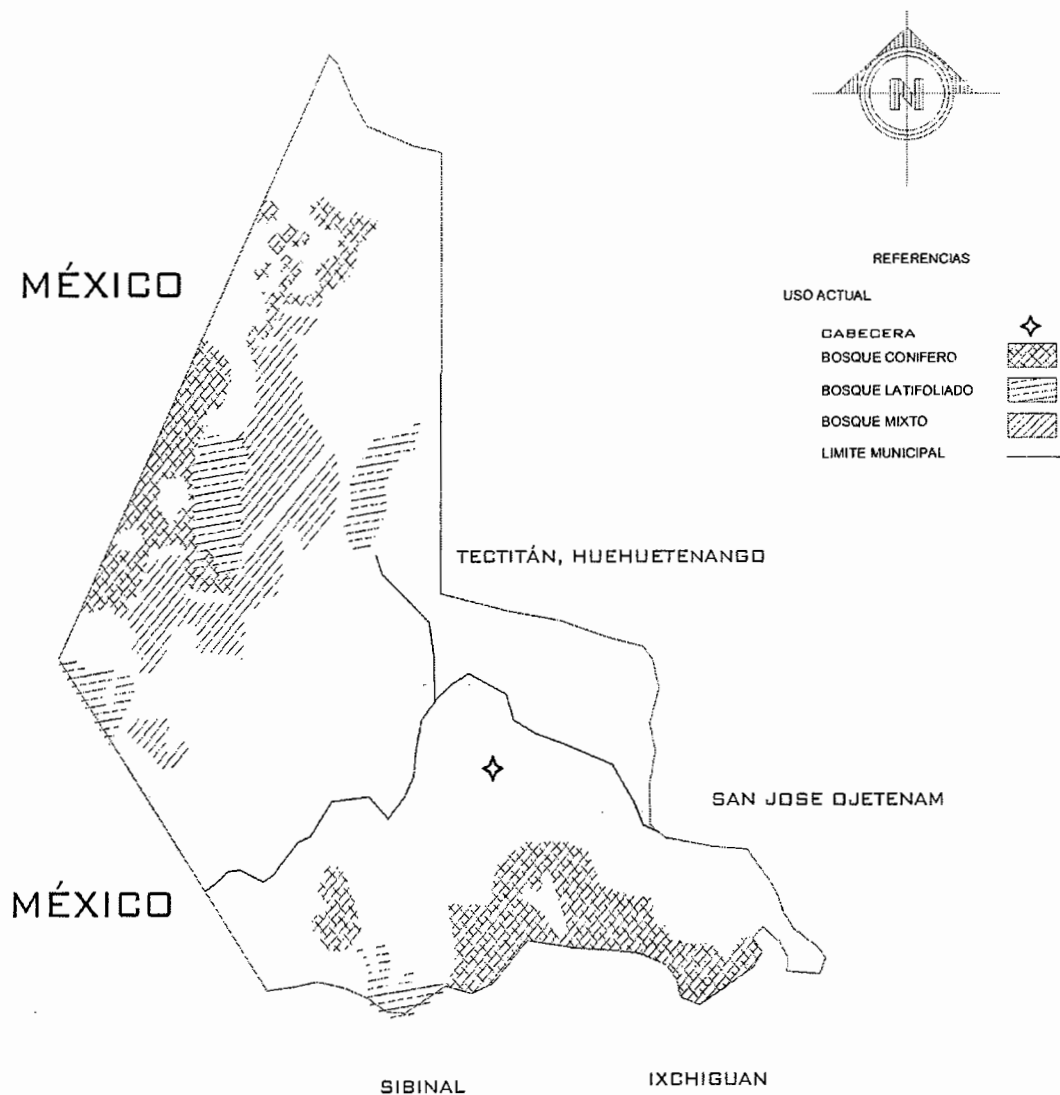 N
MÉXICO
REFERENCIAS
USO ACTUAL
CABECERA
BOSQUE CONIFERO
BOSQUE LATIFOLIADO
BOSQUE MIXTO
LIMITE MUNICIPAL
TECTITÁN, HUEHUETENANGO
SAN JOSE OJETENAM
MÉXICO
SIBINAL
IXCHIGUAN